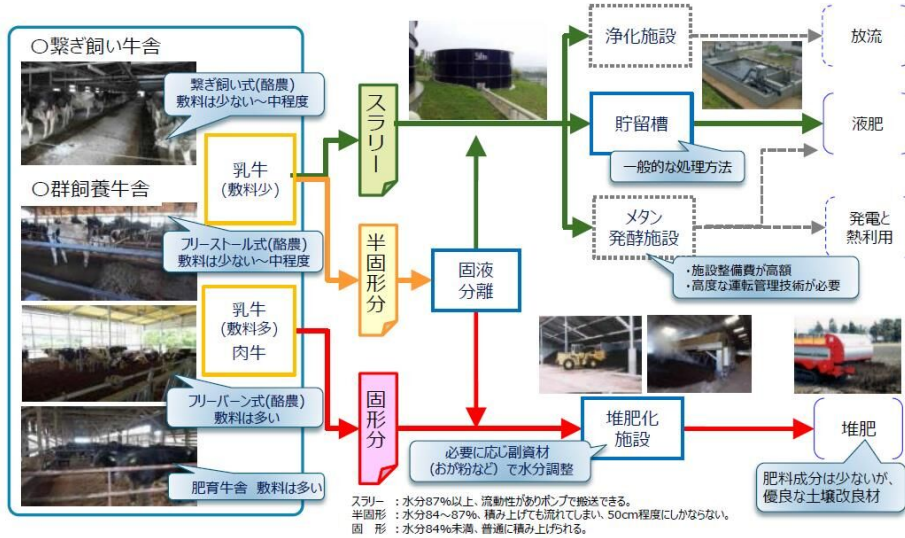 〇繋ぎ飼い牛舎
繋ぎ飼い式(酪農)
敷料は少ない～中程度
〇群飼養牛舎
フリーストール式(酪農)
敷料は少ない～中程度
フリーバーン式(酪農)
敷料は多い
肥育牛舎 敷料は多い
乳牛
(敷料少)
乳牛
(敷料多)
肉牛
スラリー
半固形分
固形分
固液
分離
浄化施設
放流
貯留槽
一般的な処理方法
液肥
メタン
発酵施設
・施設整備費が高額
・高度な運転管理技術が必要
発電と
熱利用
堆肥化
施設
必要に応じ副資材
(おが粉など)で水分調整
堆肥
肥料成分は少ないが、
優良な土壌改良材
スラリー ：水分87%以上、流動性がありポンプで搬送できる。
半固形 ：水分84～87%、積み上げても流れてしまい、50cm程度にしかならない。
固 形 ：水分84%未満、普通に積み上げられる。